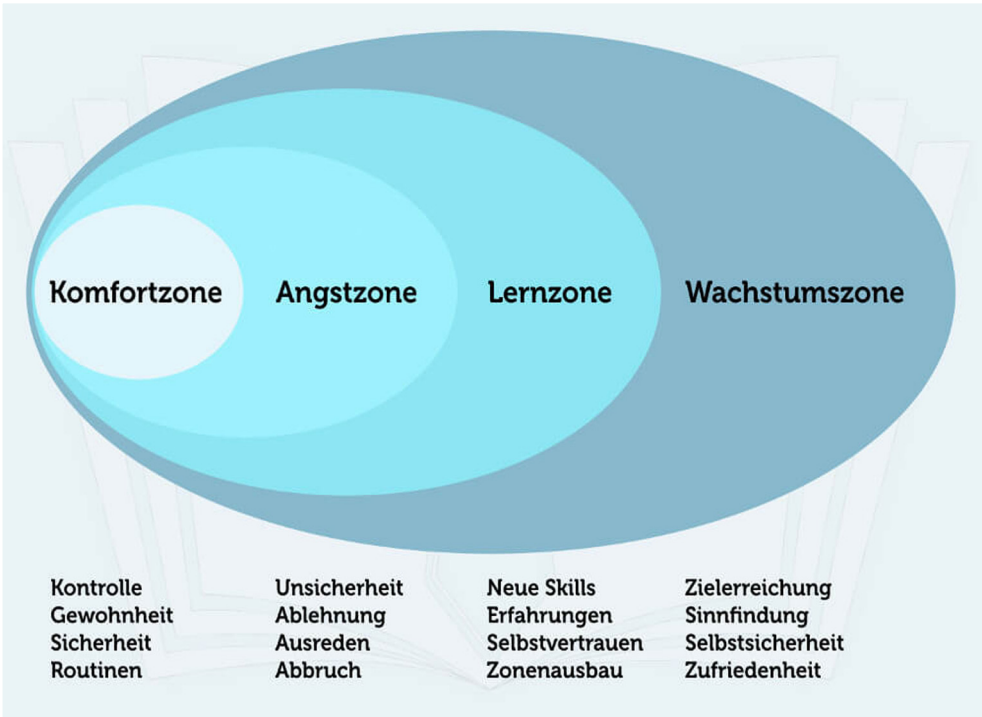 Komfortzone
Angstzone
Lernzone
Wachstumszone
Kontrolle
Gewohnheit
Sicherheit
Routinen
Unsicherheit
Ablehnung
Ausreden
Abbruch
Neue Skills
Erfahrungen
Selbstvertrauen
Zonenausbau
Zielerreichung
Sinnfindung
Selbstsicherheit
Zufriedenheit